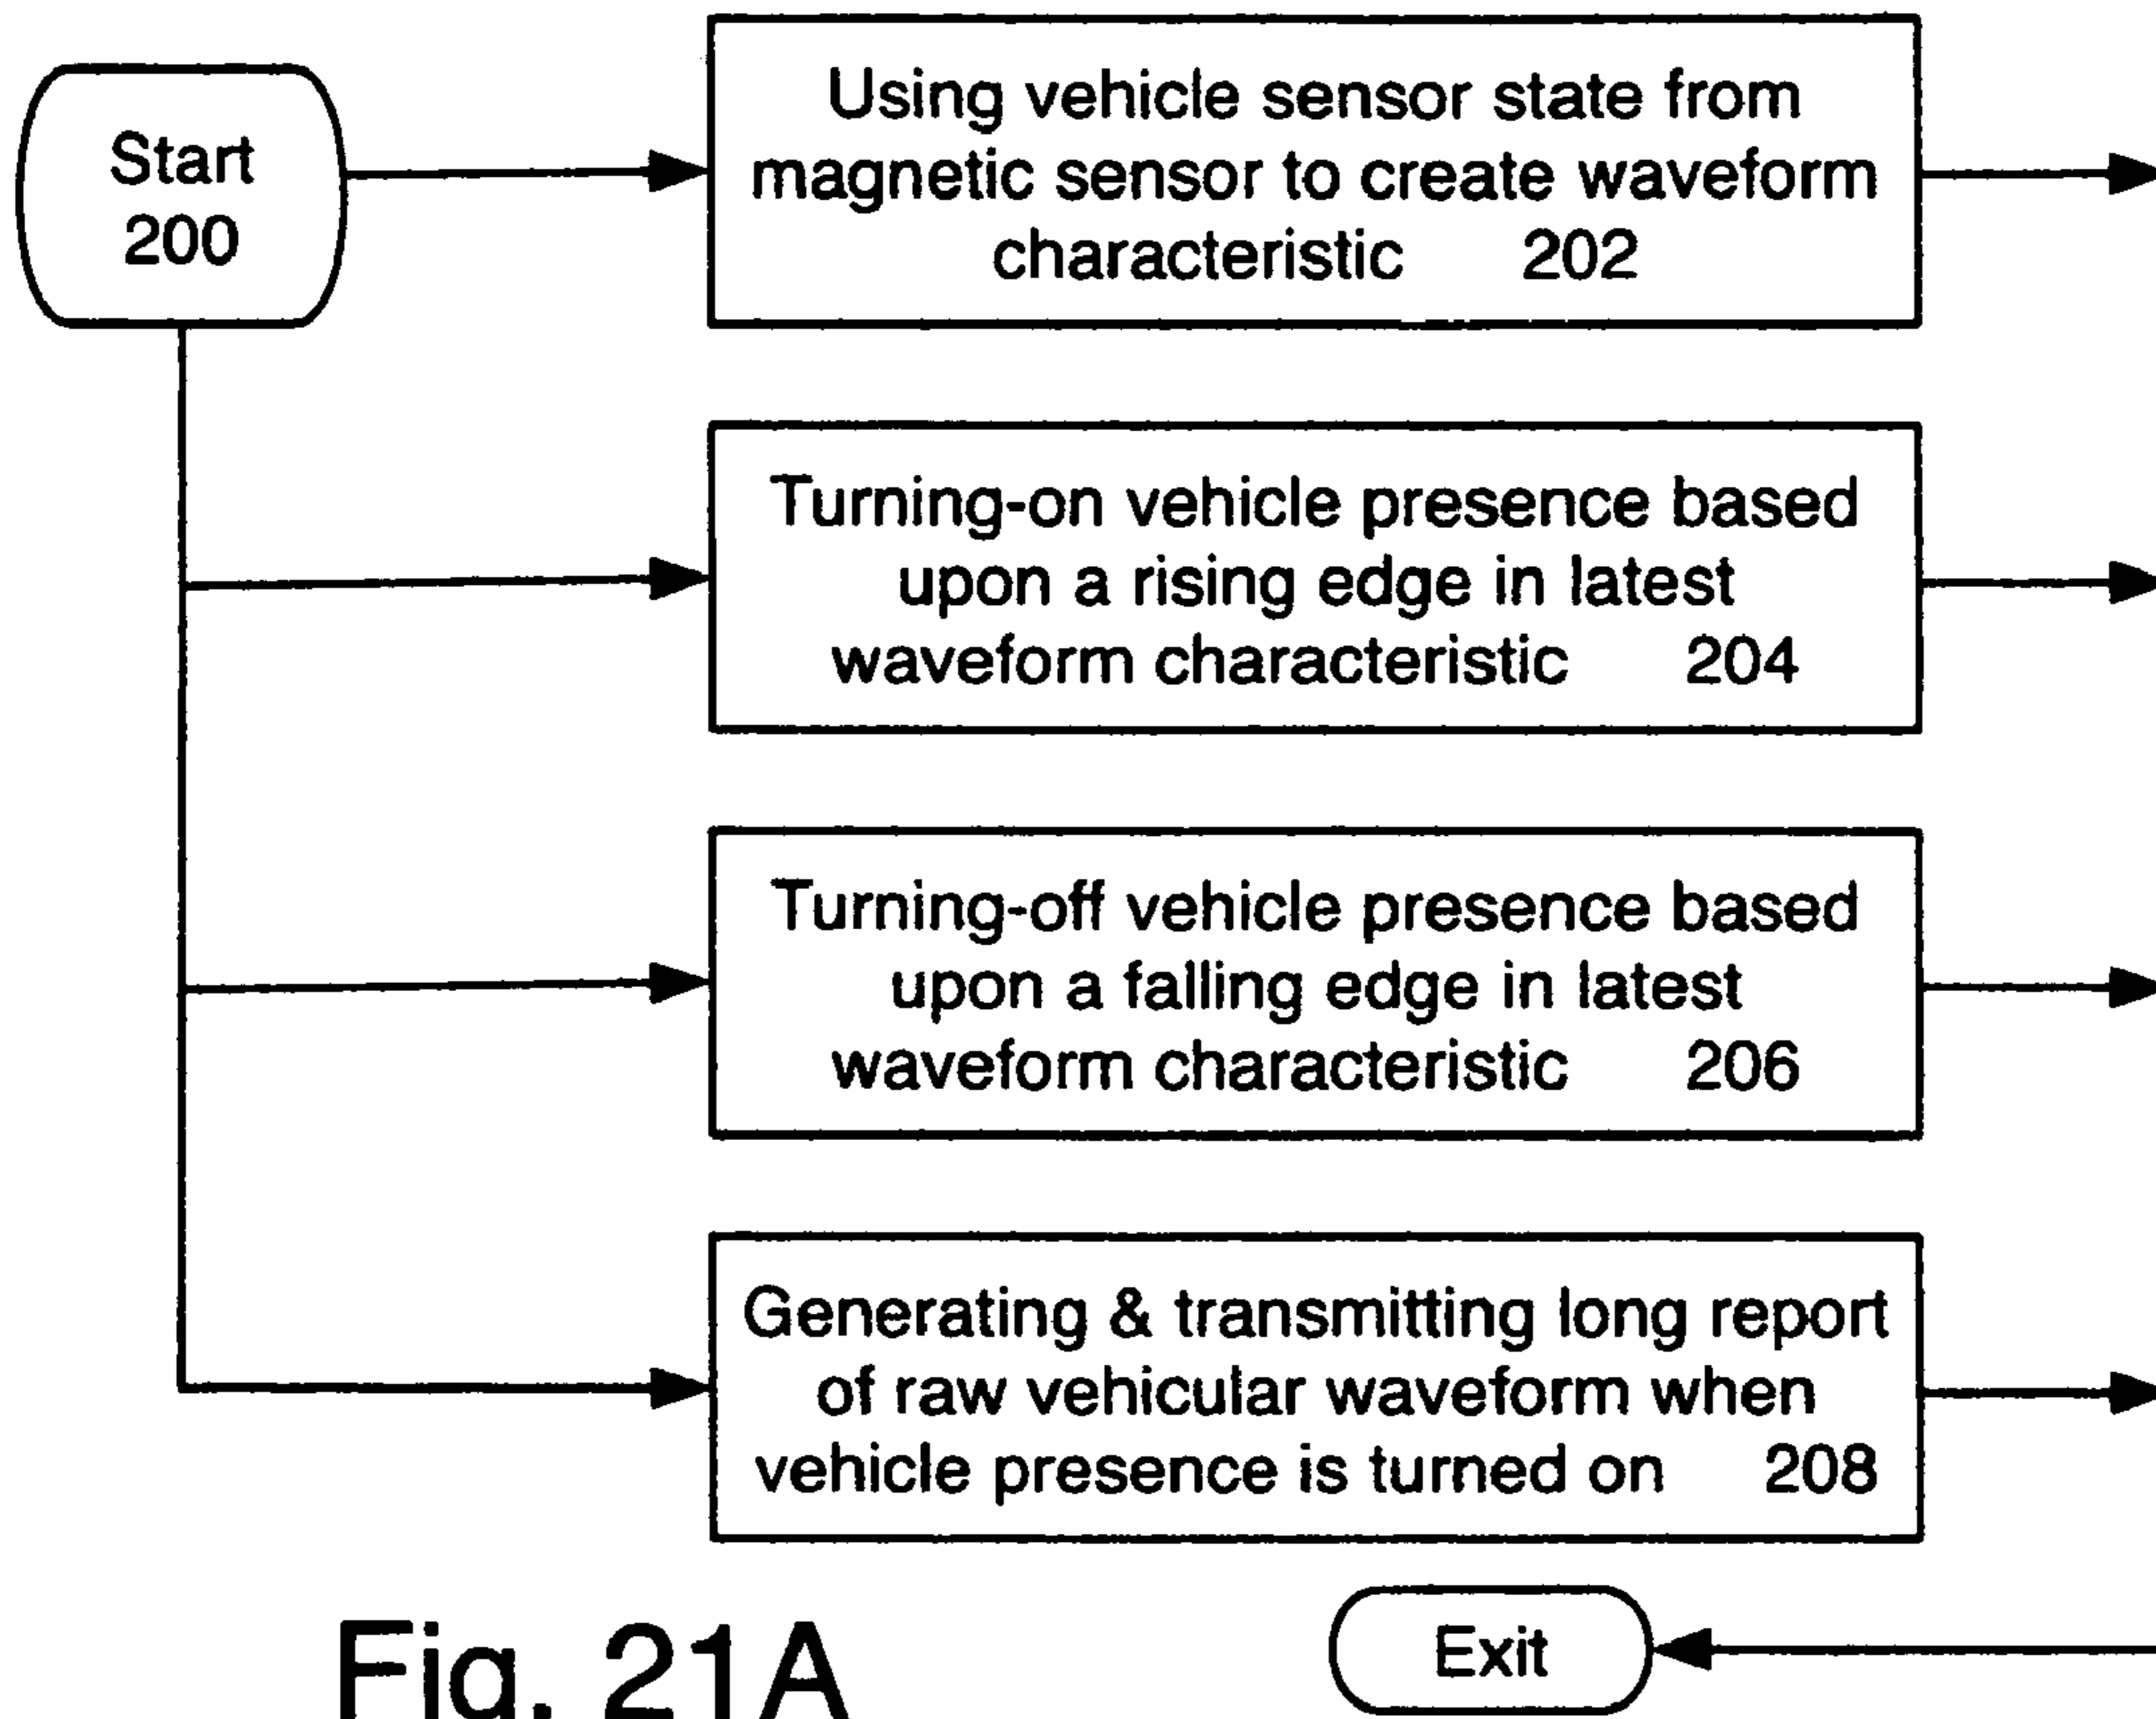 Start
200
Using vehicle sensor state from
magnetic sensor to create waveform
characteristic 202
Turning-on vehicle presence based
upon a rising edge in latest
waveform characteristic 204
Turning-off vehicle presence based
upon a falling edge in latest
waveform characteristic 206
Generating & transmitting long report
of raw vehicular waveform when
vehicle presence is turned on 208
Exit
Fig. 21A